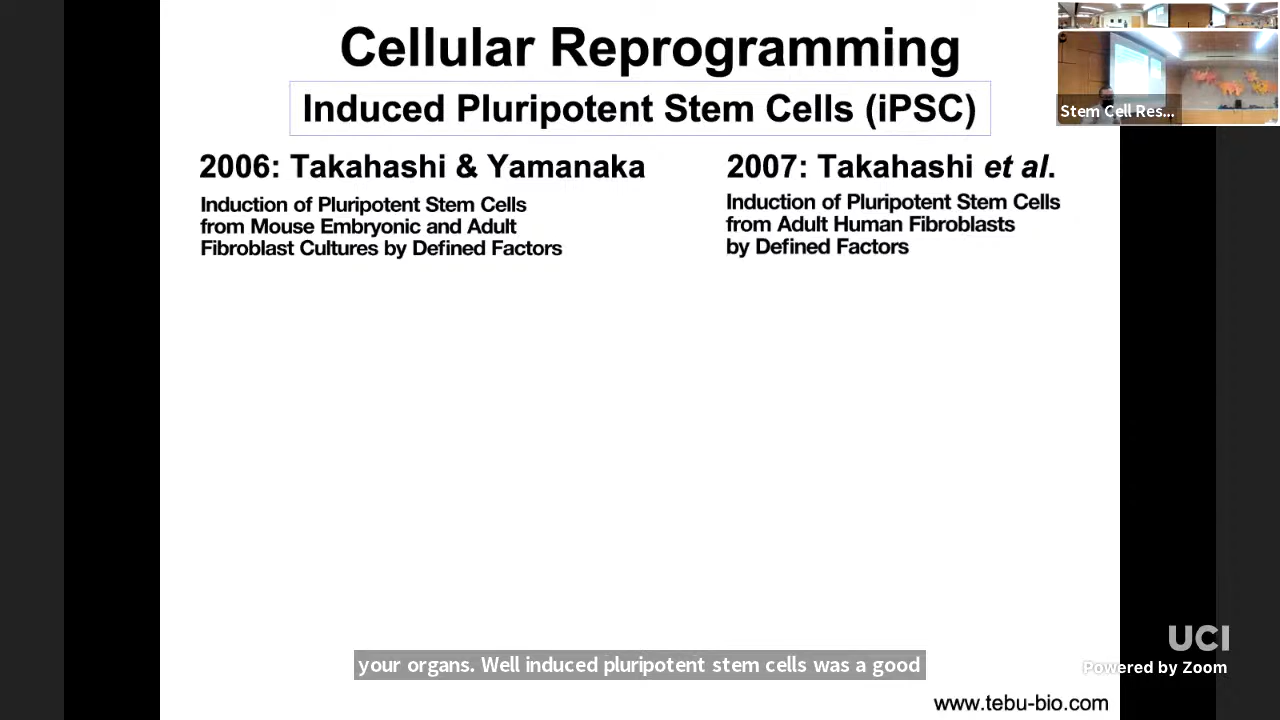 Cellular Reprogramming
Induced Pluripotent Stem Cells (iPSC)
2006: Takahashi & Yamanaka
Induction of Pluripotent Stem Cells
from Mouse Embryonic and Adult
Fibroblast Cultures by Defined Factors
2007: Takahashi et al.
Induction of Pluripotent Stem Cells
from Adult Human Fibroblasts
by Defined Factors
Stem Cell Res...
UCI
your organs. Well induced pluripotent stem cells was a good
Powered by Zoom
www.tebu-bio.com